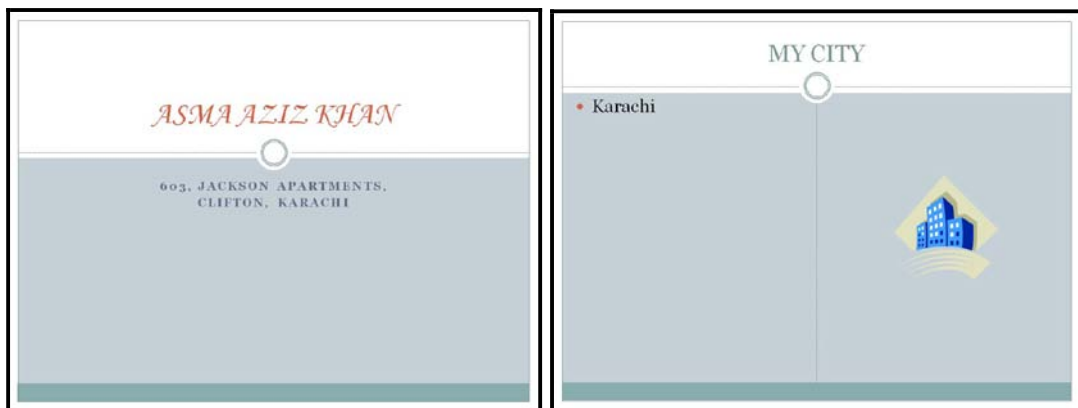 ASMA AZIZ KHAN
603, JACKSON APARTMENTS,
CLIFTON, KARACHI
MY CITY
• Karachi